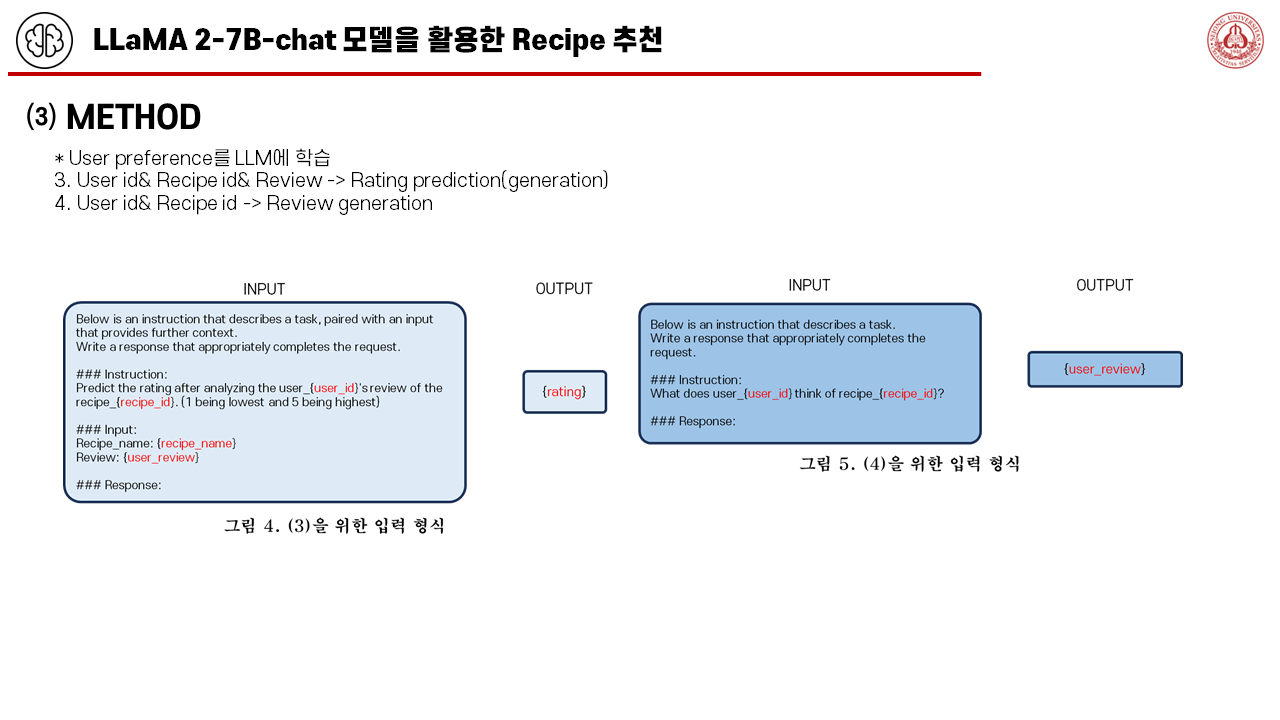 LLaMA 2-7B-chat 모델을 활용한 Recipe 추천
SEJONG UNIVERSITAS
(3) METHOD
* User preference를 LLM에 학습
3. User id& Recipe id& Review -> Rating prediction(generation)
4. User id& Recipe id -> Review generation
INPUT
Below is an instruction that describes a task, paired with an input
that provides further context.
Write a response that appropriately completes the request.
### Instruction:
Predict the rating after analyzing the user_{user_id}'s review of the
recipe_{recipe_id}. (1 being lowest and 5 being highest)
### Input:
Recipe_name: {recipe_name}
Review: {user_review}
### Response:
OUTPUT
{rating}
그림 4. (3)을 위한 입력 형식
INPUT
Below is an instruction that describes a task.
Write a response that appropriately completes the
request.
### Instruction:
What does user_{user_id} think of recipe_{recipe_id}?
### Response:
OUTPUT
{user_review}
그림 5. (4)을 위한 입력 형식